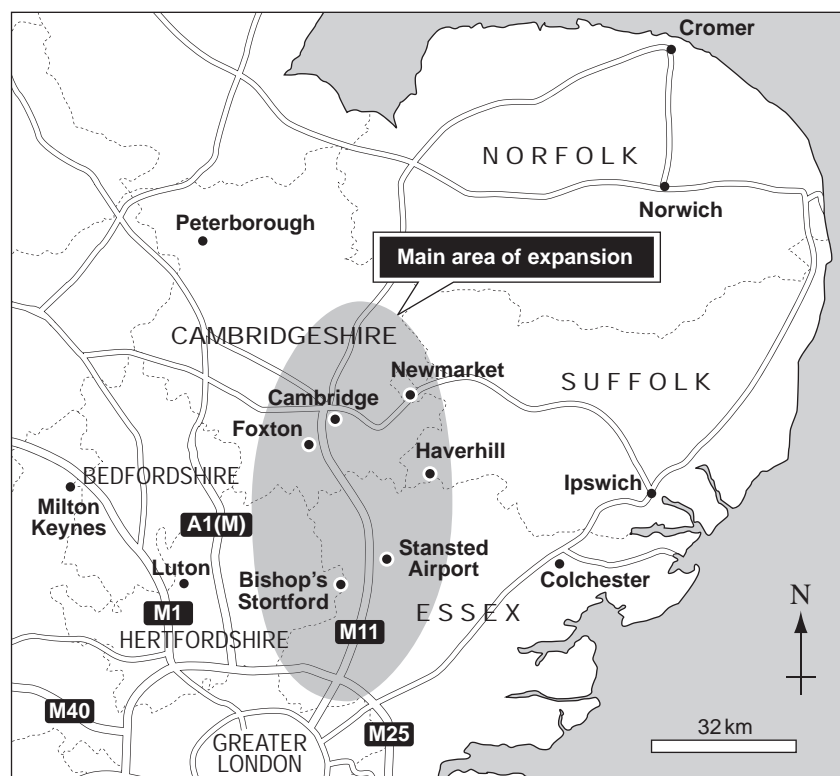 Cromer
NORFOLK
Norwich
Peterborough
Main area of expansion
CAMBRIDGESHIRE
Newmarket
SUFFOLK
Cambridge
Foxton
Haverhill
BEDFORDSHIRE
Ipswich
Milton
Keynes
A1(M)
Stansted
Airport
Luton
Bishop's
Stortford
Colchester
M1
ESSEX
N
HERTFORDSHIRE
M11
M40
M25
32 km
GREATER
LONDON